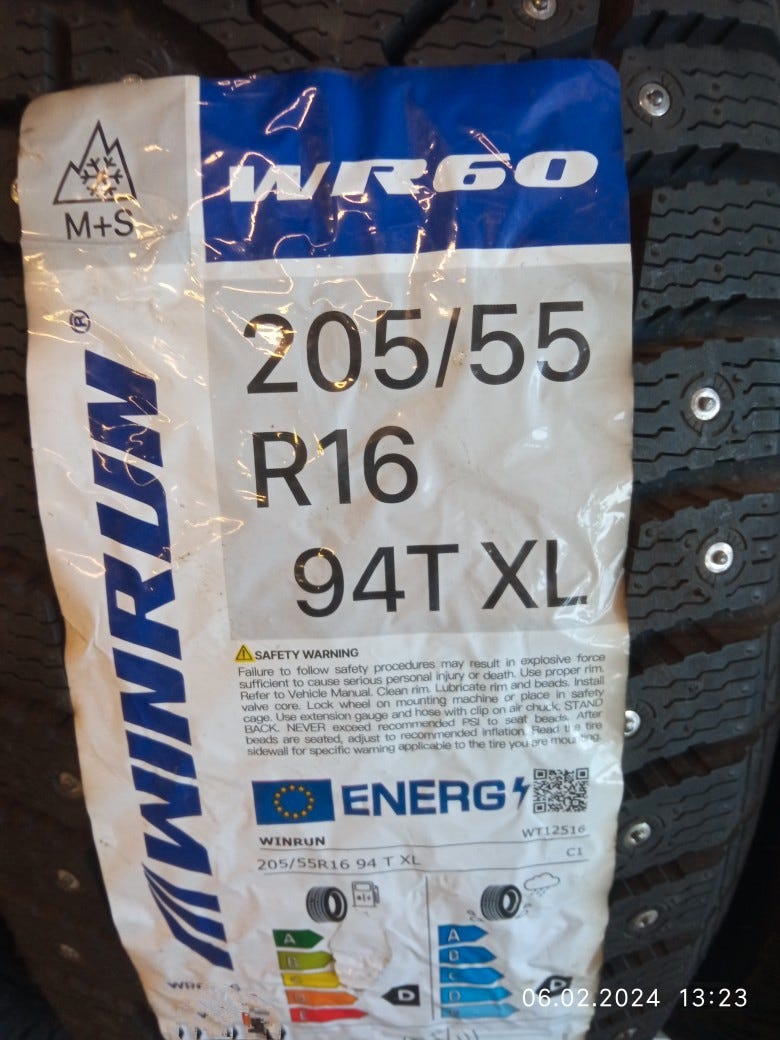 M+S
WR60
WINRUN®
205/55
R16
94T XL
SAFETY WARNING
Failure to follow safety procedures may result in explosive force
sufficient to cause serious personal injury or death. Use proper rim.
Refer to Vehicle Manual. Clean rim. Lubricate rim and beads. Install
valve core. Lock wheel on mounting machine or place in safety
cage. Use extension gauge and hose with clip on air chuck. STAND
BACK. NEVER exceed recommended PSI to seat beads. After
beads are seated, adjust to recommended inflation. Read the tire
sidewall for specific warning applicable to the tire you are mounting.
ENERG
WINRUN WT12516
205/55R16 94 T XL C1
A A
B B
C C
D D D D
E E
06.02.2024 13:23